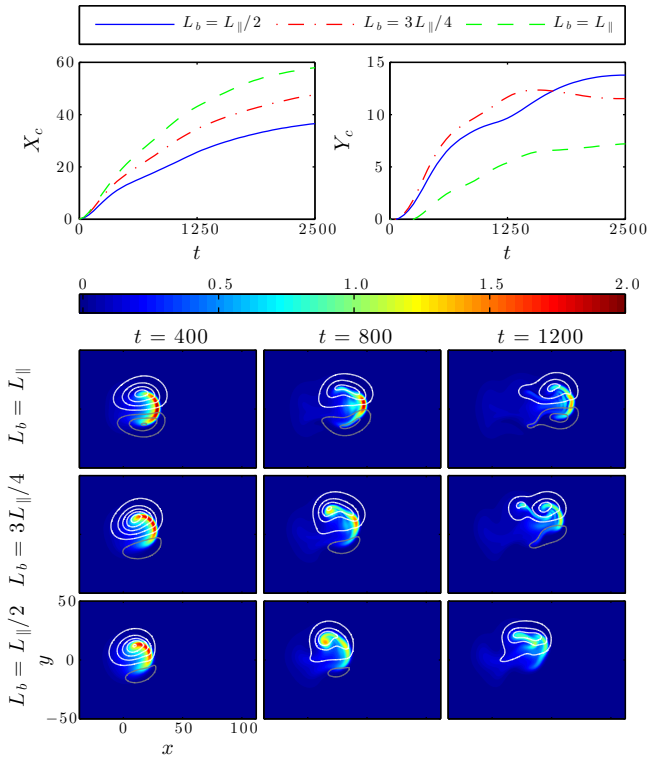 L_b = L_∥/2 L_b = 3L_∥/4 L_b = L_∥
60 15
40 10
X_c Y_c
20 5
0 0
0 1250 2500 0 1250 2500
t t
0 0.5 1.0 1.5 2.0
t = 400 t = 800 t = 1200
L_b = L_∥
L_b = 3L_∥/4
L_b = L_∥/2
50
y 0
−50
0 50 100
x